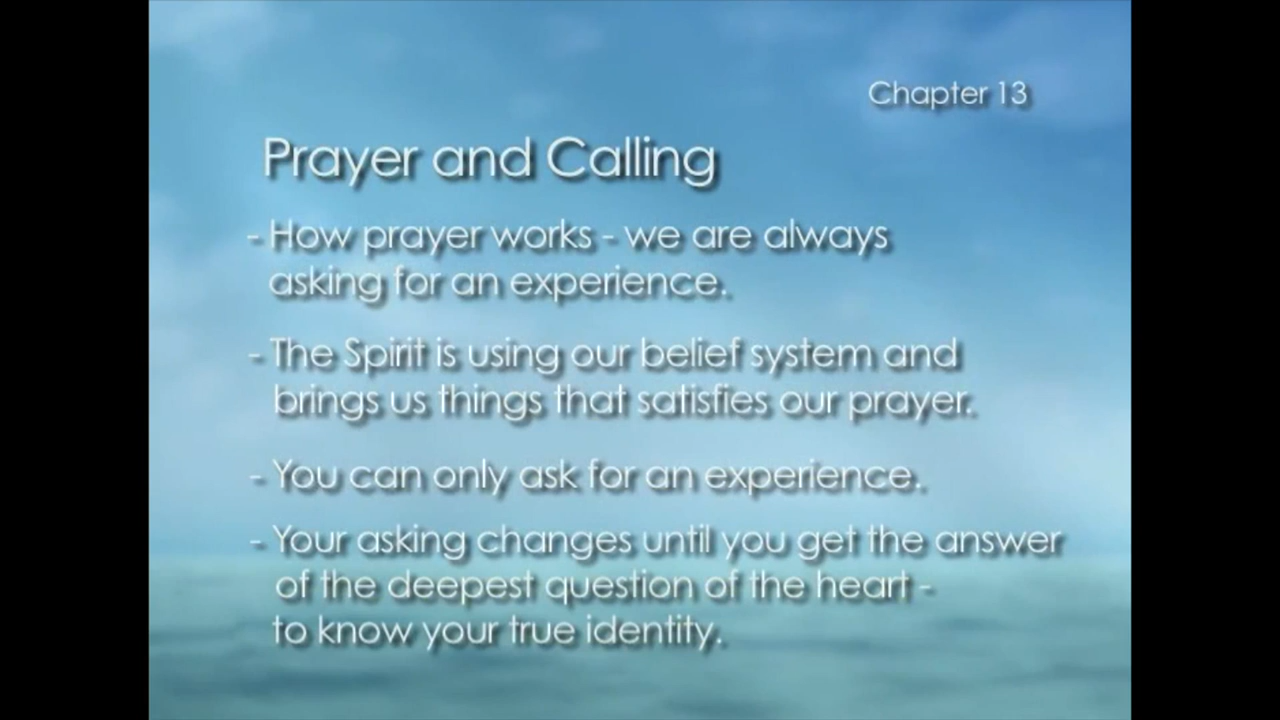 Chapter 13
Prayer and Calling
- How prayer works - we are always
asking for an experience.
- The Spirit is using our belief system and
brings us things that satisfies our prayer.
- You can only ask for an experience.
- Your asking changes until you get the answer
of the deepest question of the heart -
to know your true identity.